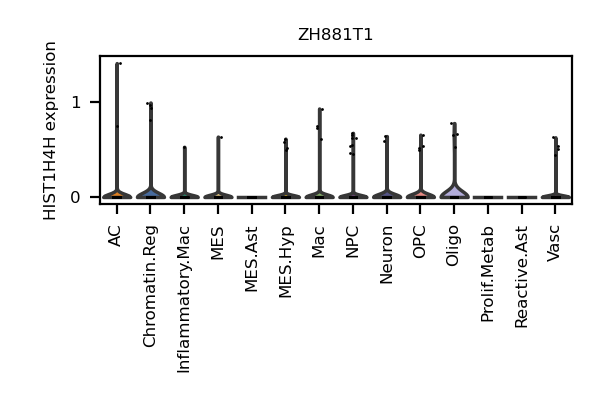 ZH881T1
HIST1H4H expression
1
0
AC
Chromatin.Reg
Inflammatory.Mac
MES
MES.Ast
MES.Hyp
Mac
NPC
Neuron
OPC
Oligo
Prolif.Metab
Reactive.Ast
Vasc